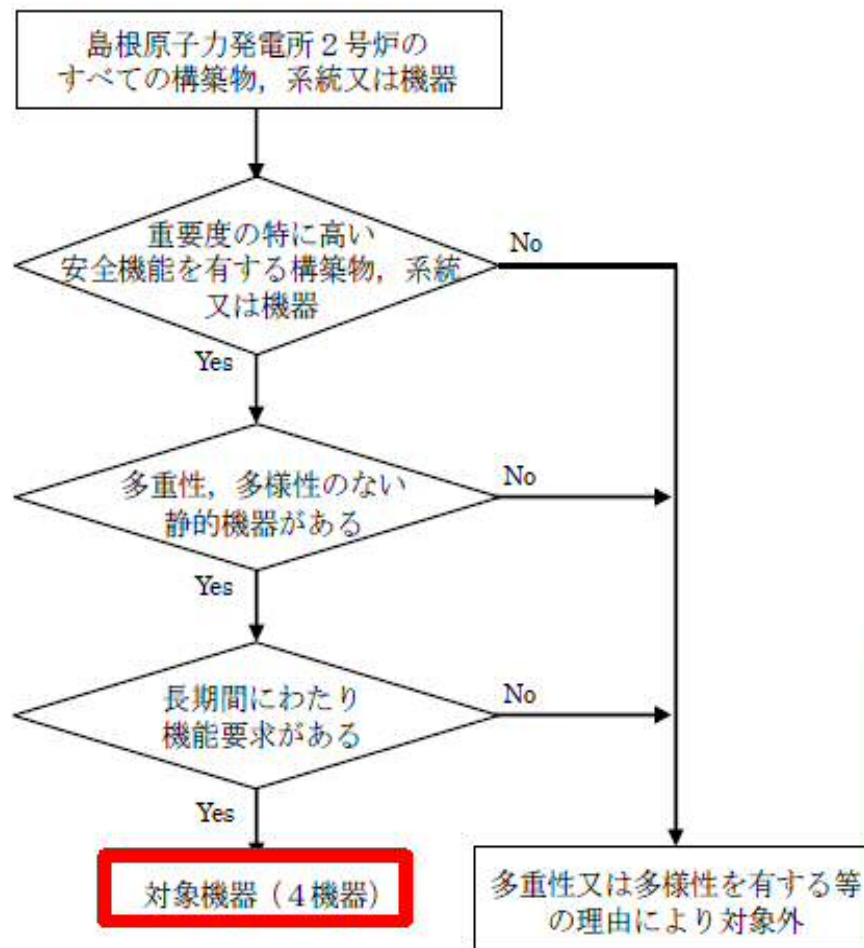 島根原子力発電所２号炉の
すべての構築物，系統又は機器
重要度の特に高い
安全機能を有する構築物，系統
又は機器
No
Yes
多重性，多様性のない
静的機器がある
No
Yes
長期間にわたり
機能要求がある
No
Yes
対象機器（４機器）
多重性又は多様性を有する等
の理由により対象外